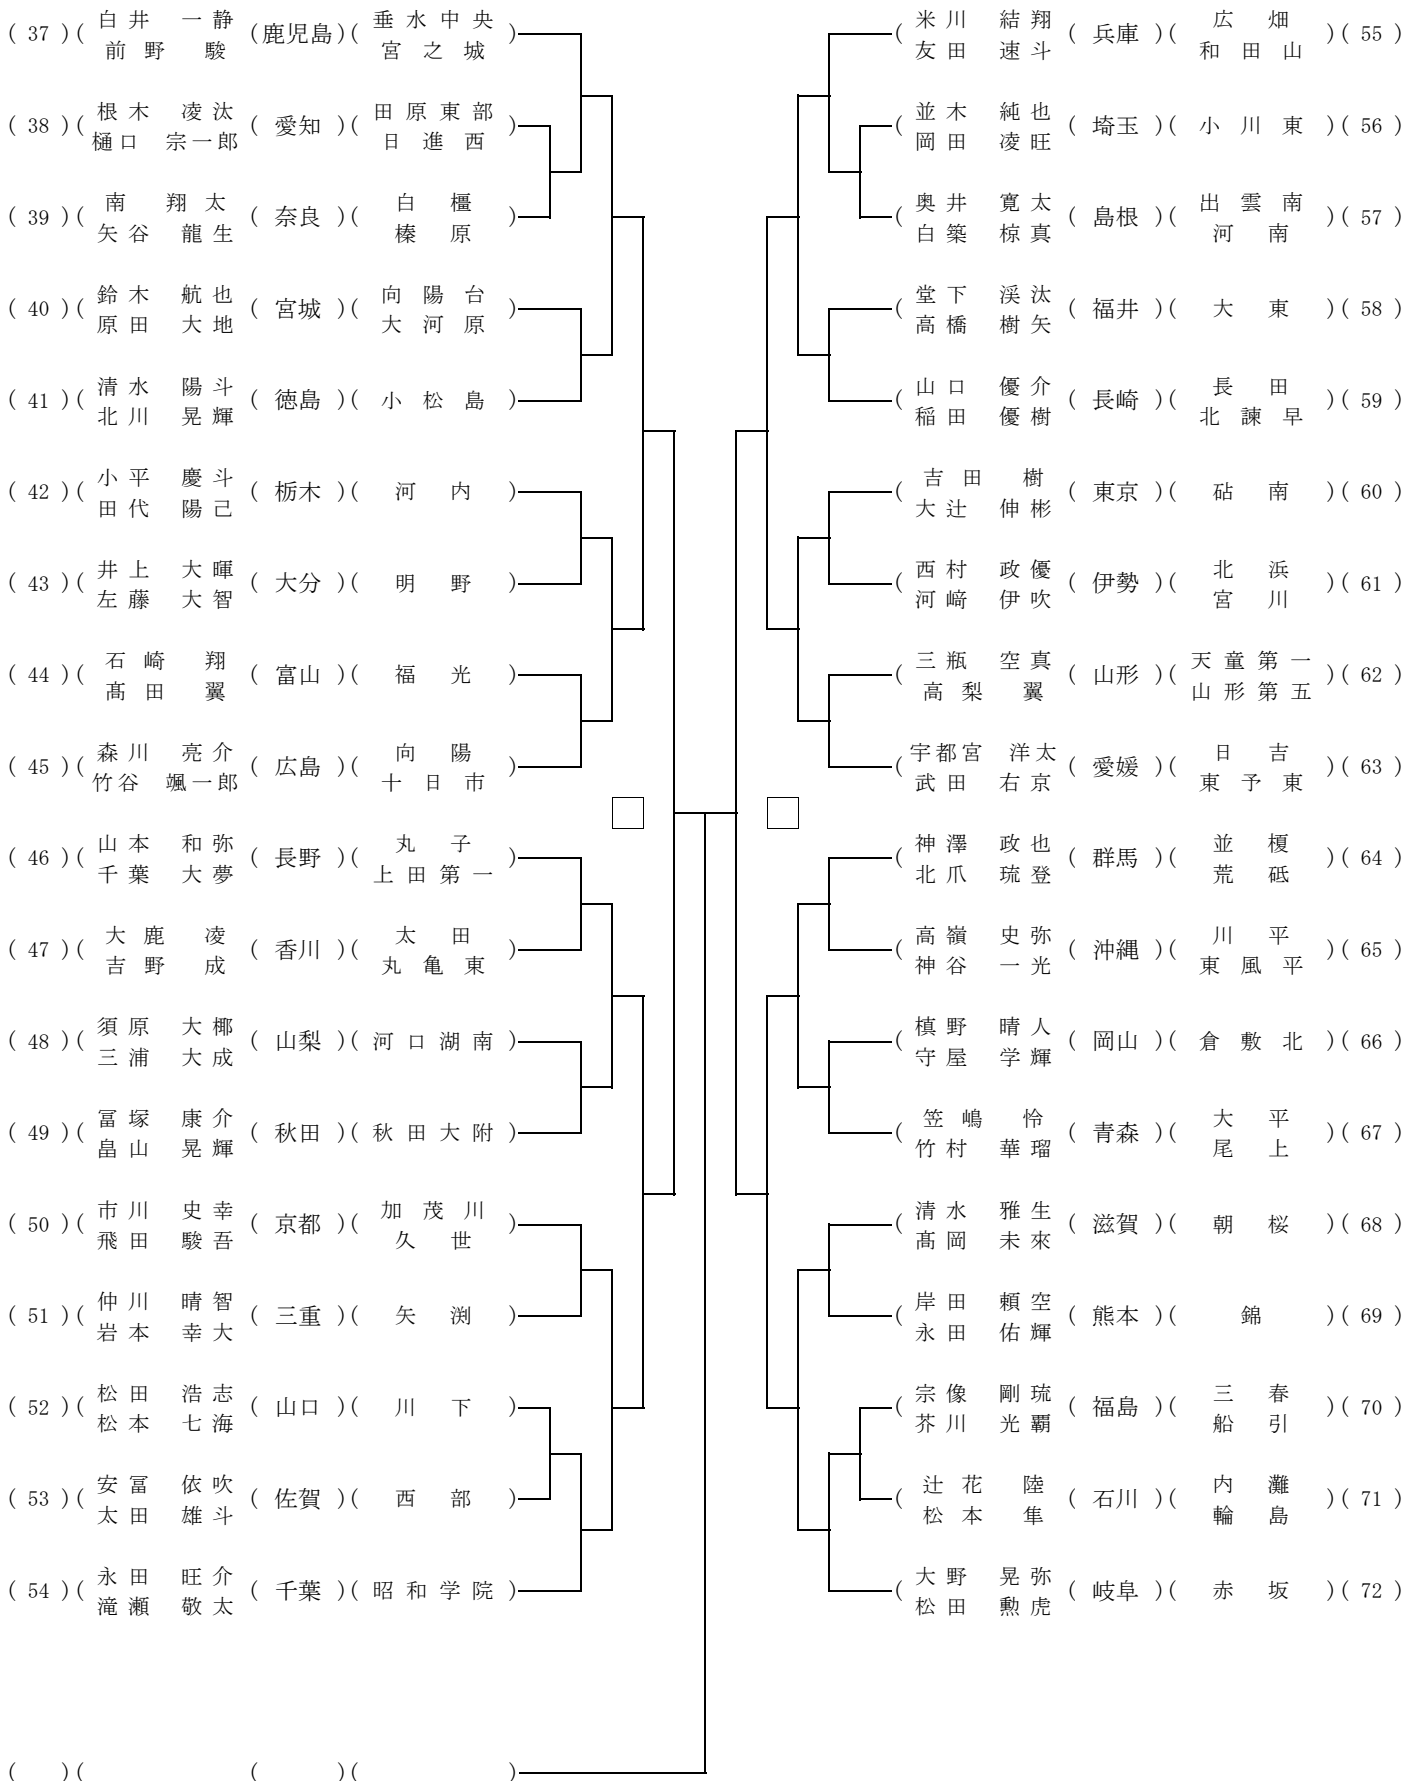 ( 37 )( 白井 一静 前野 駿 (鹿児島)( 垂水中央 宮之城 )
( 38 )( 根木 凌汰 樋口 宗一郎 ( 愛知 )( 田原東部 日進西 )
( 39 )( 南 翔太 矢谷 龍生 ( 奈良 )( 白橿 榛原 )
( 40 )( 鈴木 航也 原田 大地 ( 宮城 )( 向陽台 大河原 )
( 41 )( 清水 陽斗 北川 晃輝 ( 徳島 )( 小松島 )
( 42 )( 小平 慶斗 田代 陽己 ( 栃木 )( 河内 )
( 43 )( 井上 大暉 左藤 大智 ( 大分 )( 明野 )
( 44 )( 石崎 翔 髙田 翼 ( 富山 )( 福光 )
( 45 )( 森川 亮介 竹谷 颯一郎 ( 広島 )( 向陽 十日市 )
( 46 )( 山本 和弥 千葉 大夢 ( 長野 )( 丸子 上田第一 )
( 47 )( 大鹿 凌 吉野 成 ( 香川 )( 太田 丸亀東 )
( 48 )( 須原 大椰 三浦 大成 ( 山梨 )( 河口湖南 )
( 49 )( 冨塚 康介 畠山 晃輝 ( 秋田 )( 秋田大附 )
( 50 )( 市川 史幸 飛田 駿吾 ( 京都 )( 加茂川 久世 )
( 51 )( 仲川 晴智 岩本 幸大 ( 三重 )( 矢渕 )
( 52 )( 松田 浩志 松本 七海 ( 山口 )( 川下 )
( 53 )( 安冨 依吹 太田 雄斗 ( 佐賀 )( 西部 )
( 54 )( 永田 旺介 滝瀬 敬太 ( 千葉 )( 昭和学院 )
( )( ( )( )
( 米川 結翔 友田 速斗 ( 兵庫 )( 広畑 和田山 )( 55 )
( 並木 純也 岡田 凌旺 ( 埼玉 )( 小川東 )( 56 )
( 奥井 寛太 白築 椋真 ( 島根 )( 出雲南 河南 )( 57 )
( 堂下 渓汰 高橋 樹矢 ( 福井 )( 大東 )( 58 )
( 山口 優介 稲田 優樹 ( 長崎 )( 長田 北諫早 )( 59 )
( 吉田 樹 大辻 伸彬 ( 東京 )( 砧南 )( 60 )
( 西村 政優 河﨑 伊吹 ( 伊勢 )( 北浜 宮川 )( 61 )
( 三瓶 空真 高梨 翼 ( 山形 )( 天童第一 山形第五 )( 62 )
( 宇都宮 洋太 武田 右京 ( 愛媛 )( 日吉 東予東 )( 63 )
( 神澤 政也 北爪 琉登 ( 群馬 )( 並榎 荒砥 )( 64 )
( 高嶺 史弥 神谷 一光 ( 沖縄 )( 川平 東風平 )( 65 )
( 槙野 晴人 守屋 学輝 ( 岡山 )( 倉敷北 )( 66 )
( 笠嶋 怜 竹村 華瑠 ( 青森 )( 大平 尾上 )( 67 )
( 清水 雅生 髙岡 未來 ( 滋賀 )( 朝桜 )( 68 )
( 岸田 頼空 永田 佑輝 ( 熊本 )( 錦 )( 69 )
( 宗像 剛琉 芥川 光覇 ( 福島 )( 三春 船引 )( 70 )
( 辻花 陸 松本 隼 ( 石川 )( 内灘 輪島 )( 71 )
( 大野 晃弥 松田 勲虎 ( 岐阜 )( 赤坂 )( 72 )